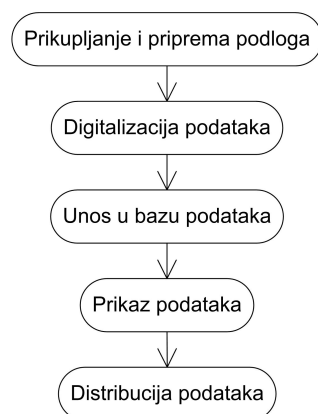 Prikupljanje i priprema podloga
Digitalizacija podataka
Unos u bazu podataka
Prikaz podataka
Distribucija podataka